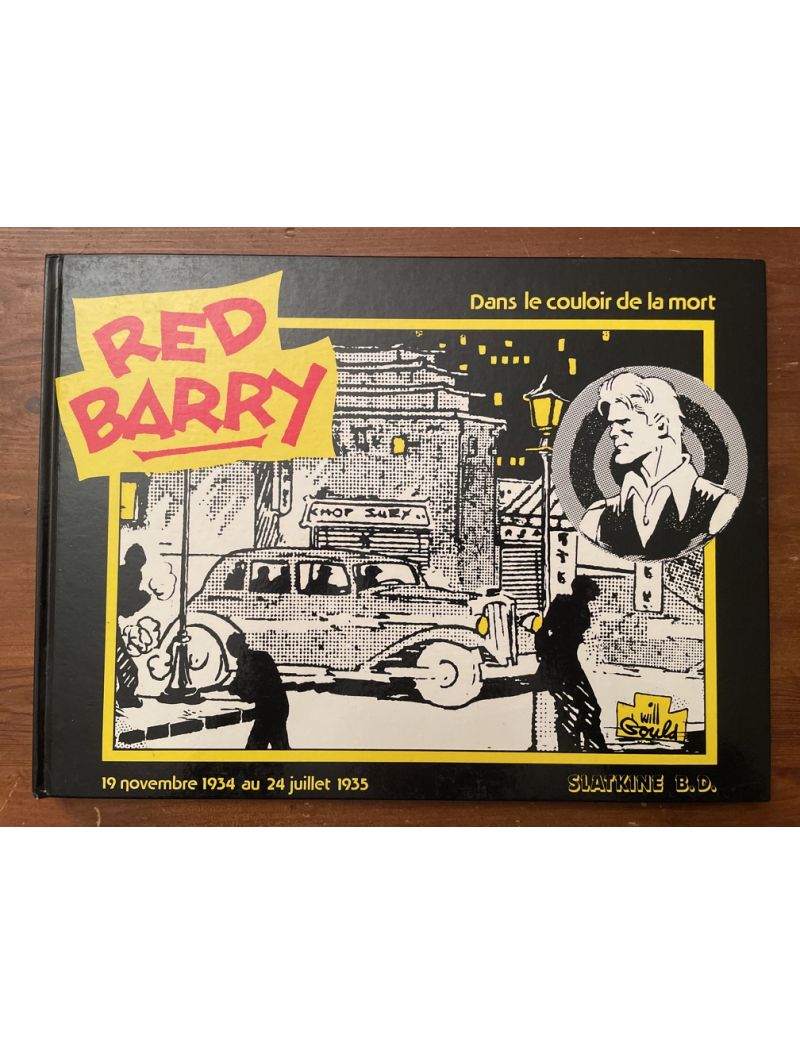 Dans le couloir de la mort
RED
BARRY
CHOP SUEY
will
Gould
19 novembre 1934 au 24 juillet 1935
SLATKINE B.D.